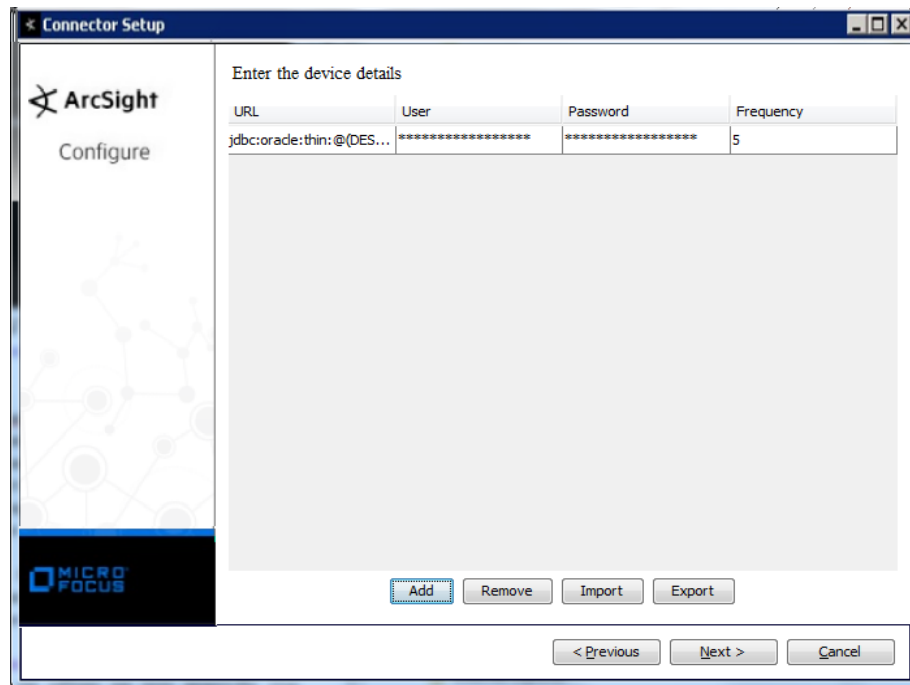 Connector Setup
ArcSight
Configure
Enter the device details
URL User Password Frequency
jdbc:oracle:thin:@(DES... ***************** ***************** 5
Add Remove Import Export
MICRO
FOCUS
< Previous Next > Cancel